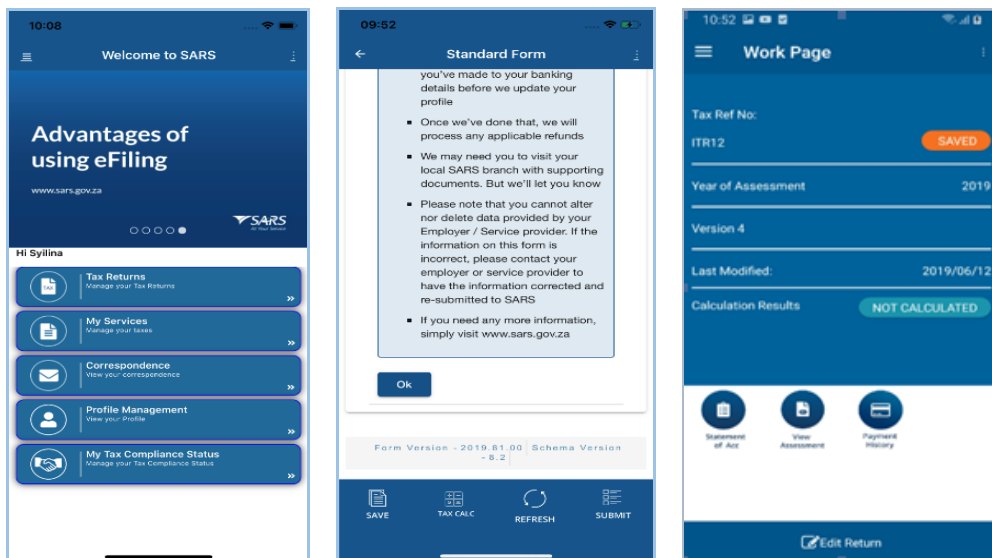 10:08
Welcome to SARS
Advantages of
using eFiling
www.sars.gov.za
SARS
At Your Service
Hi Syilina
TAX
Tax Returns
Manage your Tax Returns
»
My Services
Manage your taxes
»
Correspondence
View your correspondence
»
Profile Management
View your Profile
»
My Tax Compliance Status
Manage your Tax Compliance Status
»
09:52
Standard Form
you've made to your banking
details before we update your
profile
▪ Once we've done that, we will
process any applicable refunds
▪ We may need you to visit your
local SARS branch with supporting
documents. But we'll let you know
▪ Please note that you cannot alter
nor delete data provided by your
Employer / Service provider. If the
information on this form is
incorrect, please contact your
employer or service provider to
have the information corrected and
re-submitted to SARS
▪ If you need any more information,
simply visit www.sars.gov.za
Ok
Form Version - 2019.81.00 Schema Version
- 8.2
SAVE
TAX CALC
REFRESH
SUBMIT
10:52
Work Page
Tax Ref No:
ITR12
SAVED
Year of Assessment
2019
Version 4
Last Modified:
2019/06/12
Calculation Results
NOT CALCULATED
Statement
of Acc
View
Assessment
Payment
History
Edit Return